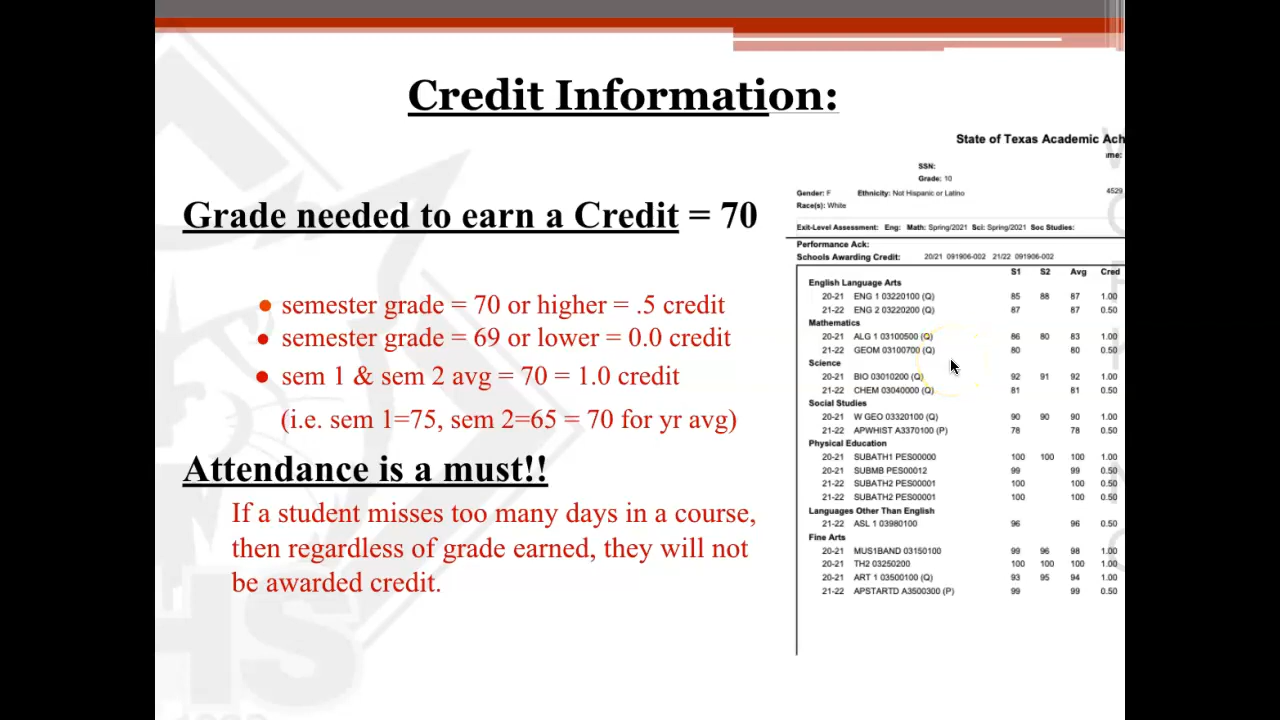 Credit Information:
Grade needed to earn a Credit = 70
• semester grade = 70 or higher = .5 credit
• semester grade = 69 or lower = 0.0 credit
• sem 1 & sem 2 avg = 70 = 1.0 credit
(i.e. sem 1=75, sem 2=65 = 70 for yr avg)
Attendance is a must!!
If a student misses too many days in a course,
then regardless of grade earned, they will not
be awarded credit.
State of Texas Academic Ach
me:
SSN:
Grade: 10
Gender: F Ethnicity: Not Hispanic or Latino 4529
Race(s): White
Exit-Level Assessment: Eng: Math: Spring/2021 Sci: Spring/2021 Soc Studies:
Performance Ack:
Schools Awarding Credit: 20/21 091906-002 21/22 091906-002
S1 S2 Avg Cred
English Language Arts
20-21 ENG 1 03220100 (Q) 85 88 87 1.00
21-22 ENG 2 03220200 (Q) 87 87 0.50
Mathematics
20-21 ALG 1 03100500 (Q) 86 80 83 1.00
21-22 GEOM 03100700 (Q) 80 80 0.50
Science
20-21 BIO 03010200 (Q) 92 91 92 1.00
21-22 CHEM 03040000 (Q) 81 81 0.50
Social Studies
20-21 W GEO 03320100 (Q) 90 90 90 1.00
21-22 APWHIST A3370100 (P) 78 78 0.50
Physical Education
20-21 SUBATH1 PES00000 100 100 100 1.00
20-21 SUBMB PES00012 99 99 0.50
21-22 SUBATH2 PES00001 100 100 0.50
21-22 SUBATH2 PES00001 100 100 0.50
Languages Other Than English
21-22 ASL 1 03980100 96 96 0.50
Fine Arts
20-21 MUS1BAND 03150100 99 96 98 1.00
20-21 TH2 03250200 100 100 100 1.00
20-21 ART 1 03500100 (Q) 93 95 94 1.00
21-22 APSTARTD A3500300 (P) 99 99 0.50